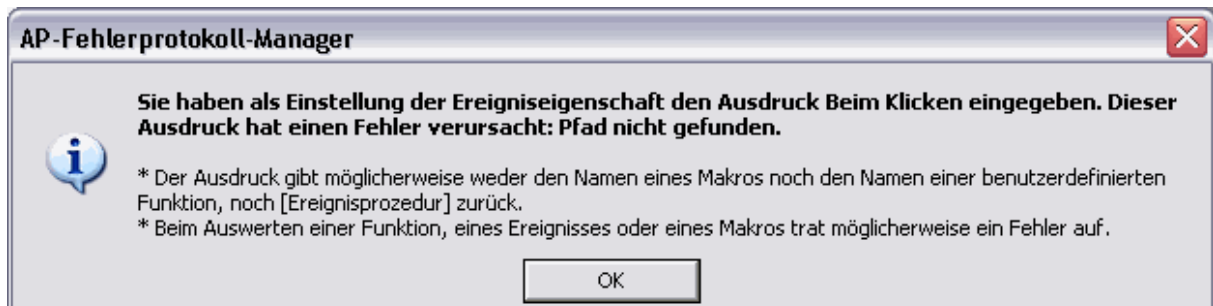 AP-Fehlerprotokoll-Manager
Sie haben als Einstellung der Ereigniseigenschaft den Ausdruck Beim Klicken eingegeben. Dieser
Ausdruck hat einen Fehler verursacht: Pfad nicht gefunden.
* Der Ausdruck gibt möglicherweise weder den Namen eines Makros noch den Namen einer benutzerdefinierten
Funktion, noch [Ereignisprozedur] zurück.
* Beim Auswerten einer Funktion, eines Ereignisses oder eines Makros trat möglicherweise ein Fehler auf.
OK